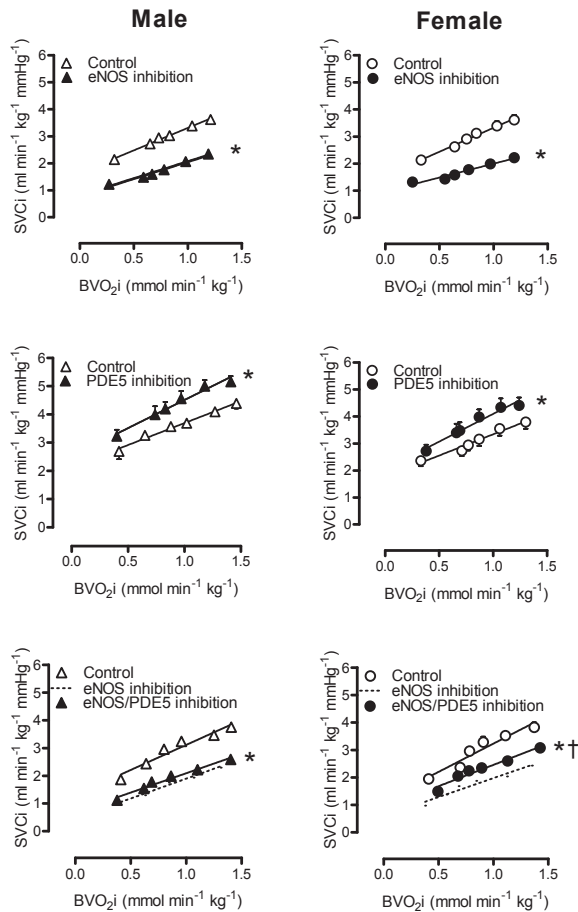 Male
Female
△ Control
▲ eNOS inhibition
SVCi (ml min⁻¹ kg⁻¹ mmHg⁻¹)
6
5
4
3
2
1
0
*
0.0 0.5 1.0 1.5
BVO₂i (mmol min⁻¹ kg⁻¹)
○ Control
● eNOS inhibition
SVCi (ml min⁻¹ kg⁻¹ mmHg⁻¹)
6
5
4
3
2
1
0
*
0.0 0.5 1.0 1.5
BVO₂i (mmol min⁻¹ kg⁻¹)
△ Control
▲ PDE5 inhibition
SVCi (ml min⁻¹ kg⁻¹ mmHg⁻¹)
6
5
4
3
2
1
0
*
0.0 0.5 1.0 1.5
BVO₂i (mmol min⁻¹ kg⁻¹)
○ Control
● PDE5 inhibition
SVCi (ml min⁻¹ kg⁻¹ mmHg⁻¹)
6
5
4
3
2
1
0
*
0.0 0.5 1.0 1.5
BVO₂i (mmol min⁻¹ kg⁻¹)
△ Control
eNOS inhibition
▲ eNOS/PDE5 inhibition
SVCi (ml min⁻¹ kg⁻¹ mmHg⁻¹)
6
5
4
3
2
1
0
*
0.0 0.5 1.0 1.5
BVO₂i (mmol min⁻¹ kg⁻¹)
○ Control
eNOS inhibition
● eNOS/PDE5 inhibition
SVCi (ml min⁻¹ kg⁻¹ mmHg⁻¹)
6
5
4
3
2
1
0
*†
0.0 0.5 1.0 1.5
BVO₂i (mmol min⁻¹ kg⁻¹)